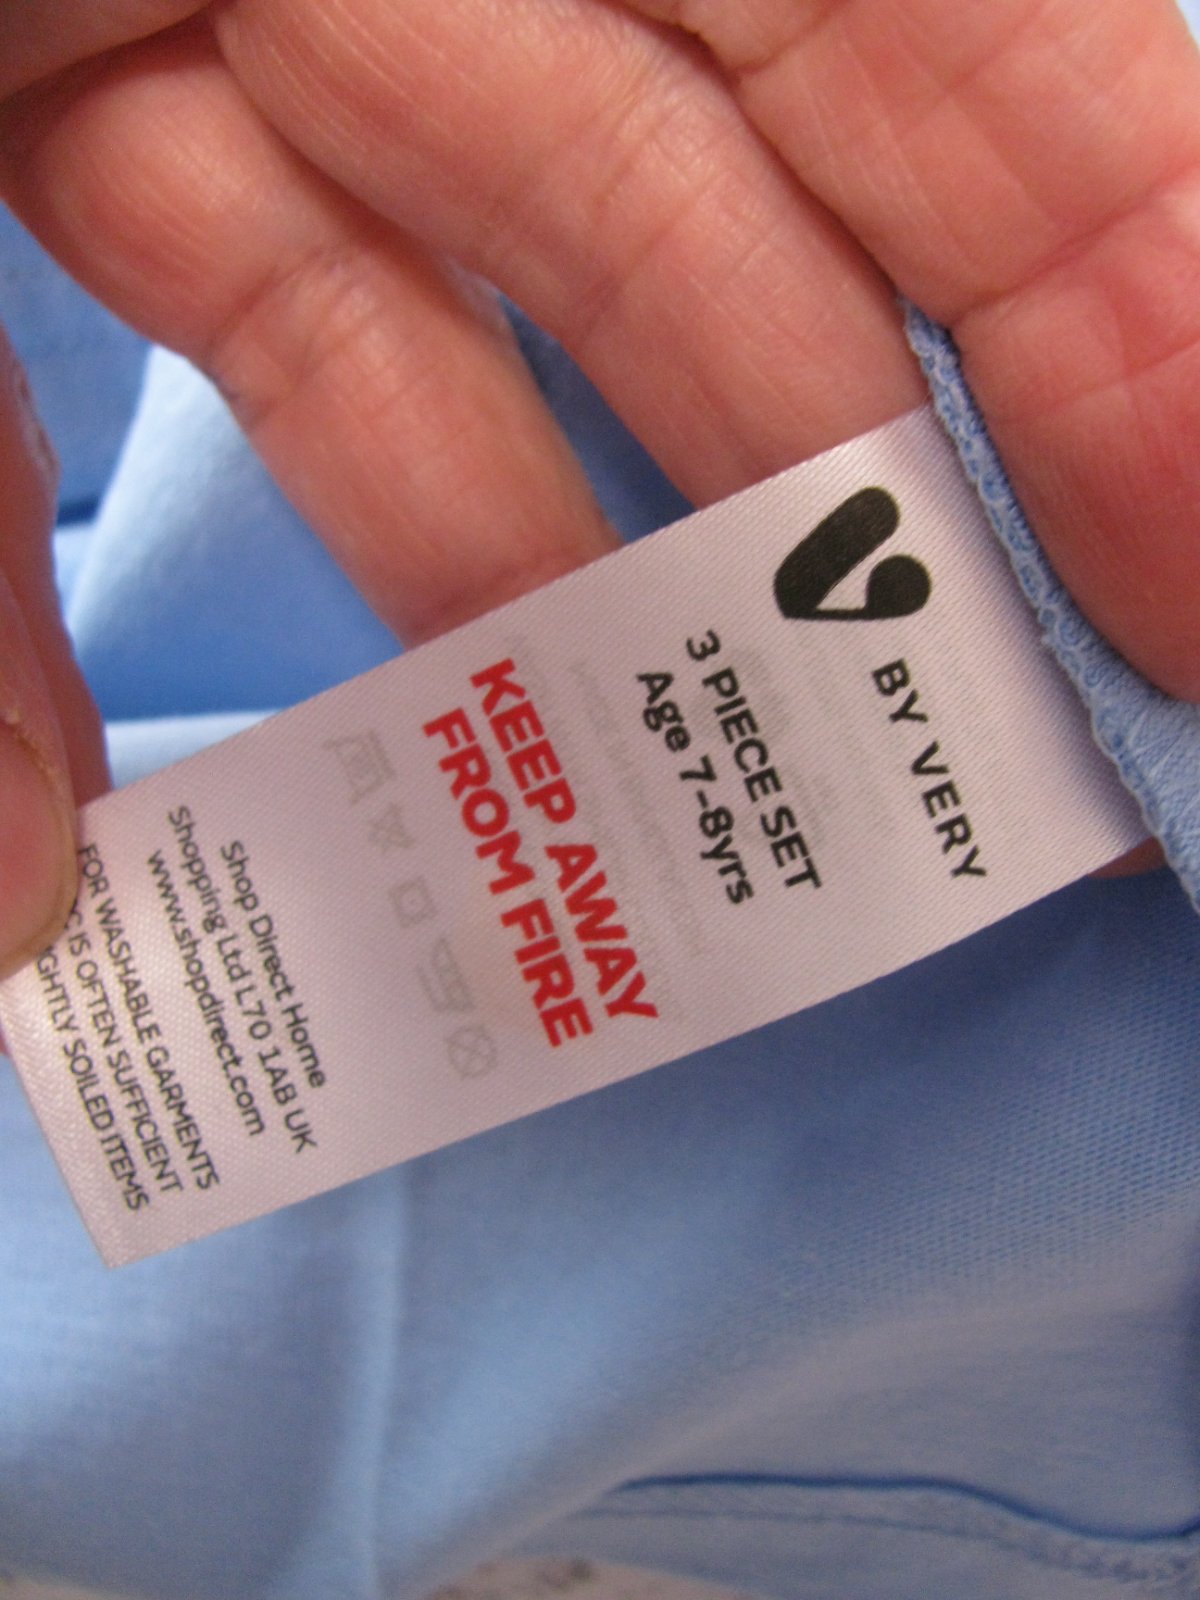 V
BY VERY
3 PIECE SET
Age 7-8yrs
KEEP AWAY
FROM FIRE
Shop Direct Home
Shopping Ltd L70 1AB UK
www.shopdirect.com
FOR WASHABLE GARMENTS
IS OFTEN SUFFICIENT
SOILED ITEMS